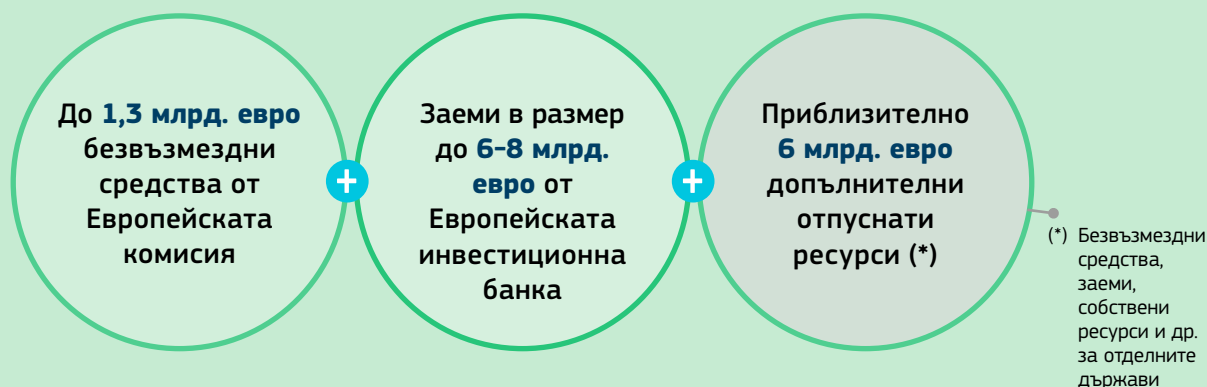 До 1,3 млрд. евро
безвъзмездни
средства от
Европейската
комисия
+
Заеми в размер
до 6-8 млрд.
евро от
Европейската
инвестиционна
банка
+
Приблизително
6 млрд. евро
допълнителни
отпуснати
ресурси (*)
(*) Безвъзмездни
средства,
заеми,
собствени
ресурси и др.
за отделните
държави